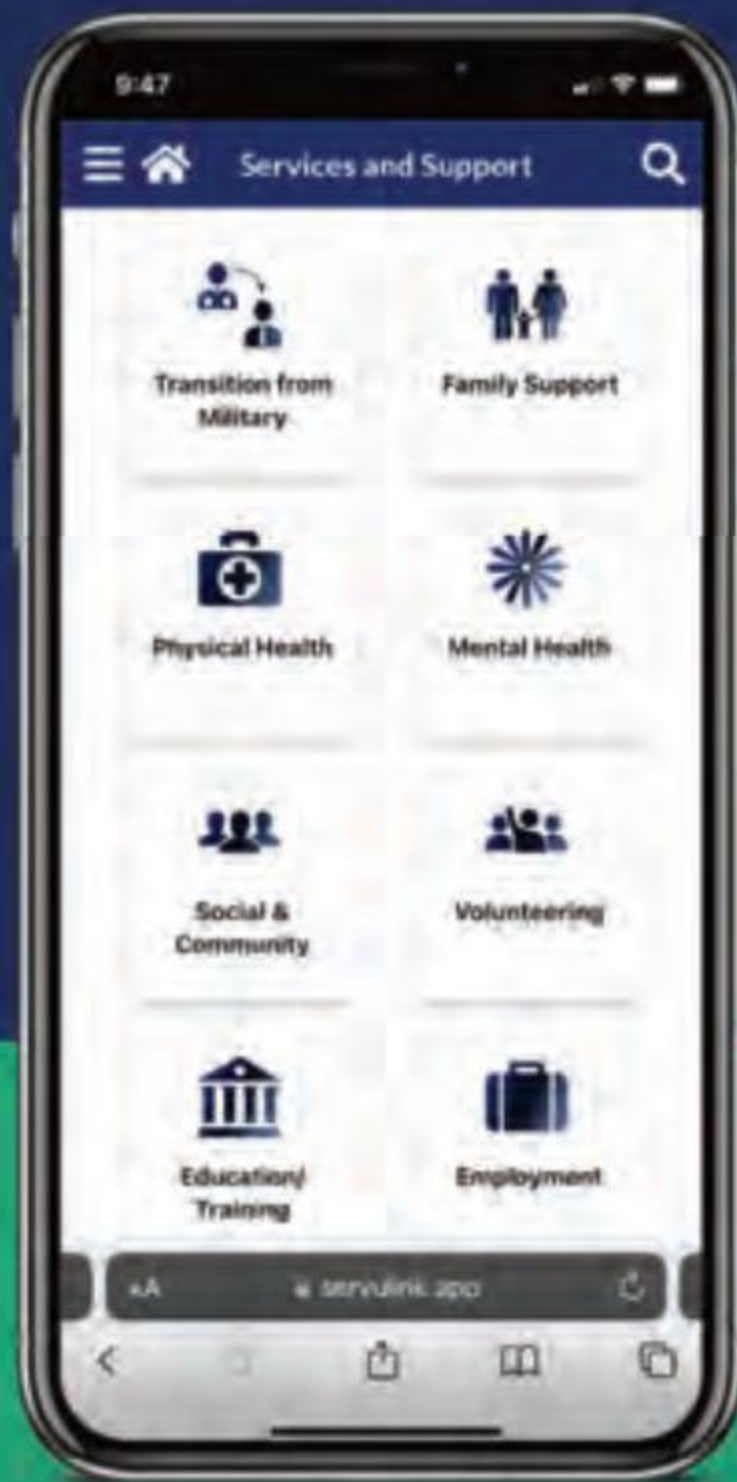 9:47
Services and Support
Transition from
Military
Family Support
Physical Health
Mental Health
Social &
Community
Volunteering
Education/
Training
Employment
AA
servulink.app